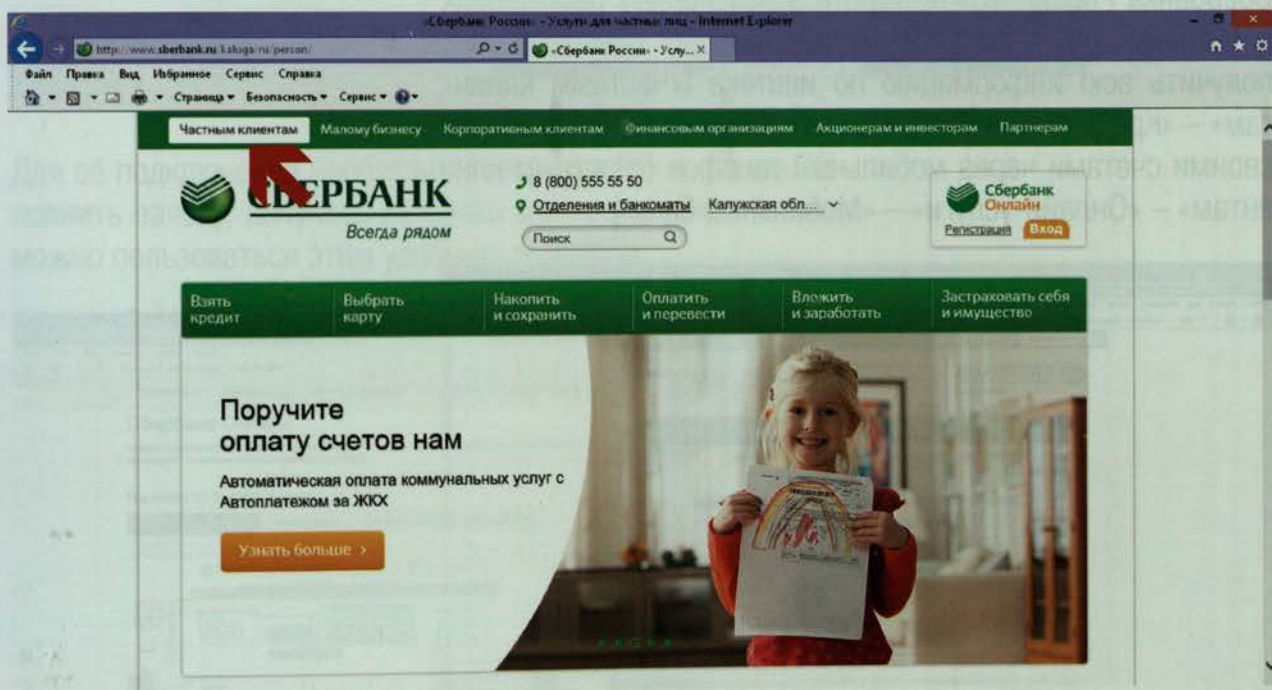 «Сбербанк России» - Услуги для частных лиц - Internet Explorer
http://www.sberbank.ru/kaluga/ru/person/
«Сбербанк России» - Услу... ×
Файл Правка Вид Избранное Сервис Справка
Страница Безопасность Сервис
Частным клиентам Малому бизнесу Корпоративным клиентам Финансовым организациям Акционерам и инвесторам Партнерам
СБЕРБАНК
Всегда рядом
8 (800) 555 55 50
Отделения и банкоматы Калужская обл...
Поиск
Сбербанк
Онлайн
Регистрация Вход
Взять
кредит
Выбрать
карту
Накопить
и сохранить
Оплатить
и перевести
Вложить
и заработать
Застраховать себя
и имущество
Поручите
оплату счетов нам
Автоматическая оплата коммунальных услуг с
Автоплатежом за ЖКХ
Узнать больше >